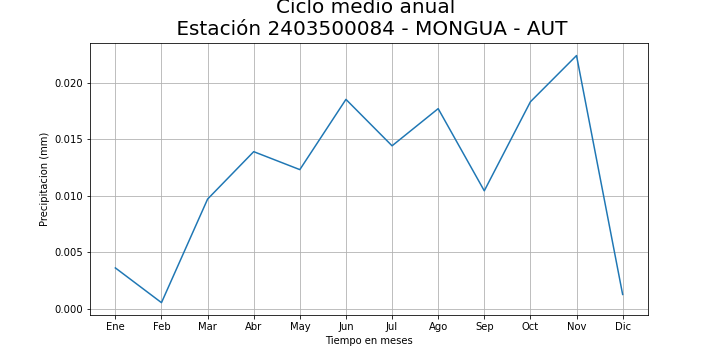 Ciclo medio anual
Estación 2403500084 - MONGUA - AUT
0.020
0.015
0.010
0.005
0.000
Precipitacion (mm)
Ene Feb Mar Abr May Jun Jul Ago Sep Oct Nov Dic
Tiempo en meses